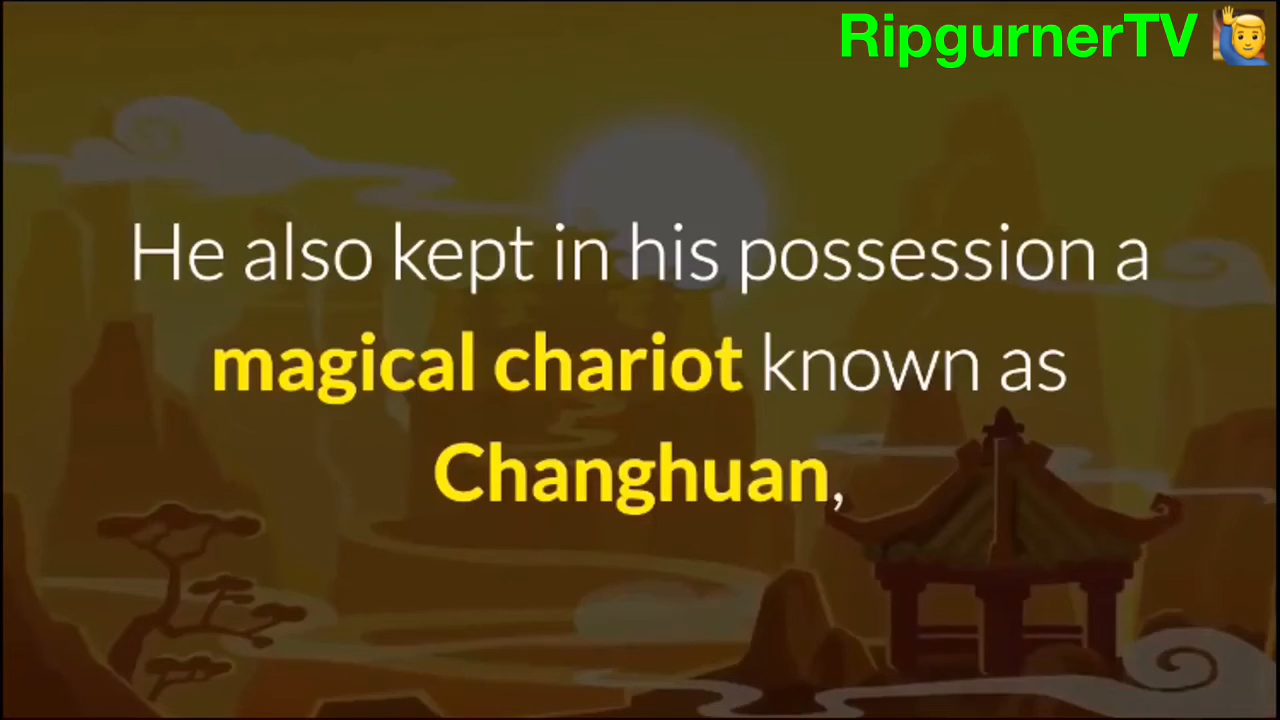 RipgurnerTV 🙋‍♂️
He also kept in his possession a
magical chariot known as
Changhuan,